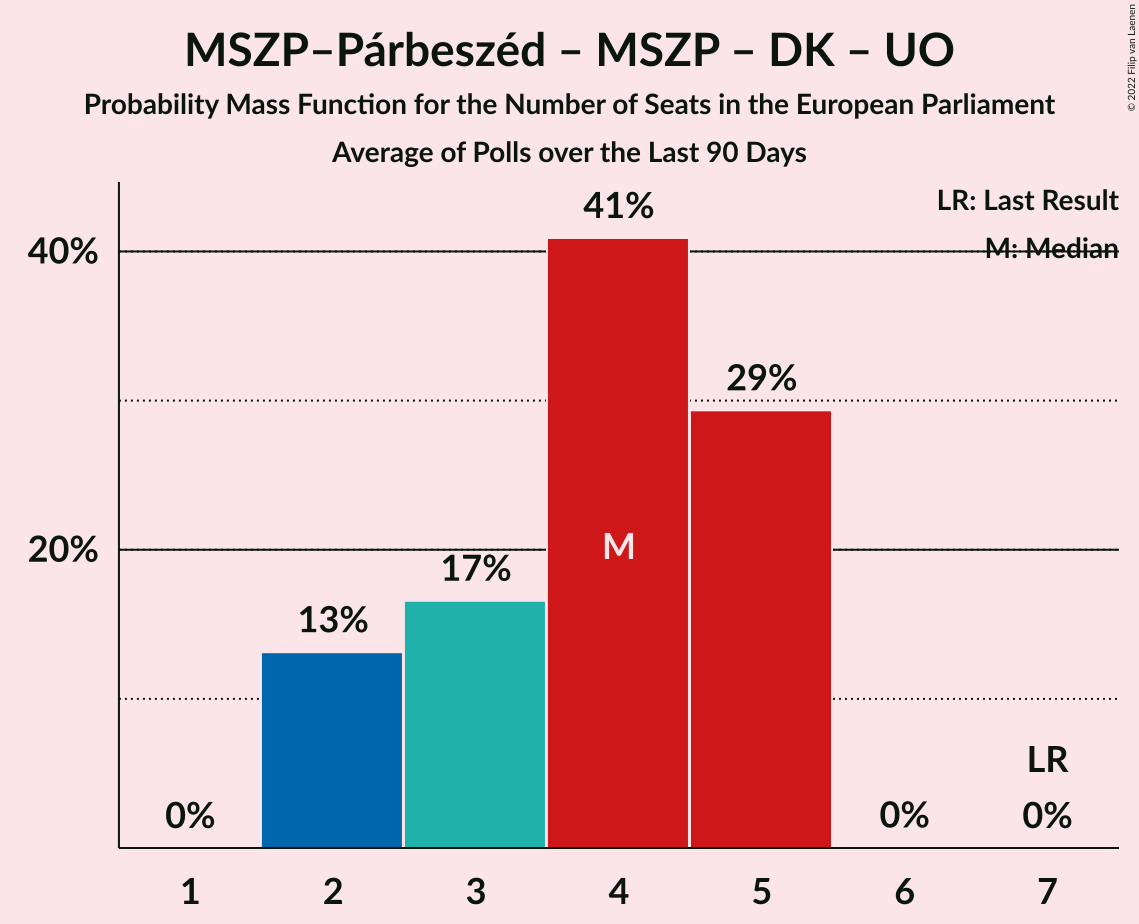 MSZP–Párbeszéd – MSZP – DK – UO
Probability Mass Function for the Number of Seats in the European Parliament
Average of Polls over the Last 90 Days
© 2022 Filip van Laenen
LR: Last Result
M: Median
40%
20%
0%
13%
17%
41%
M
29%
0%
LR
0%
1 2 3 4 5 6 7